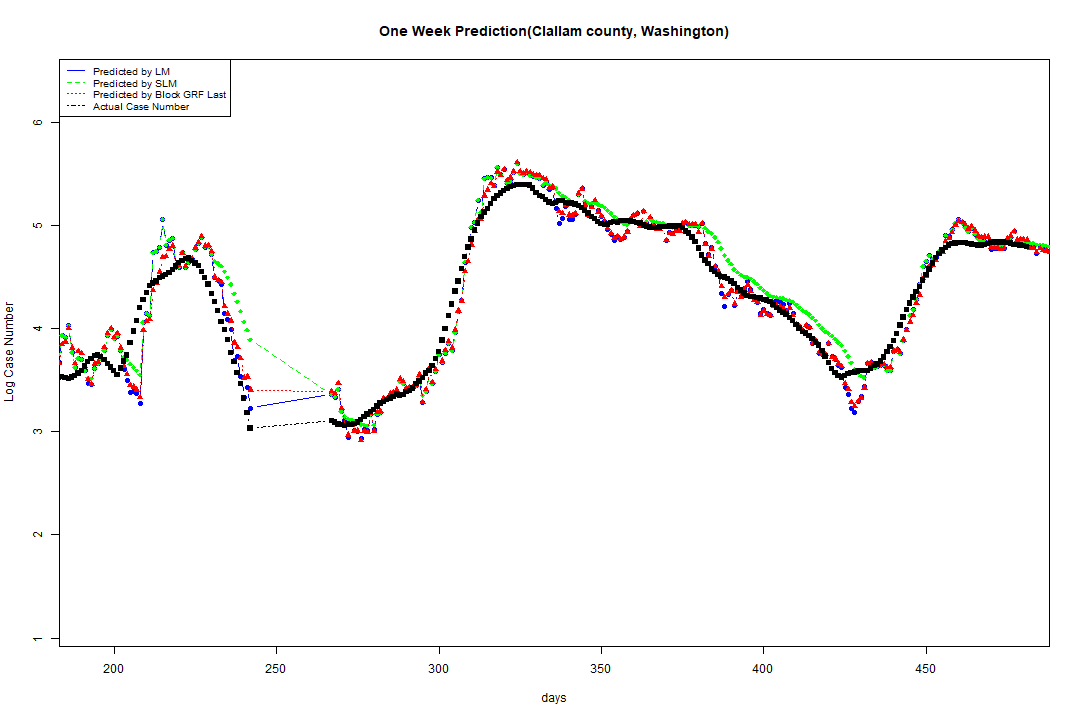 One Week Prediction(Clallam county, Washington)
Predicted by LM
Predicted by SLM
Predicted by Block GRF Last
Actual Case Number
6
5
4
3
2
1
Log Case Number
200 250 300 350 400 450
days